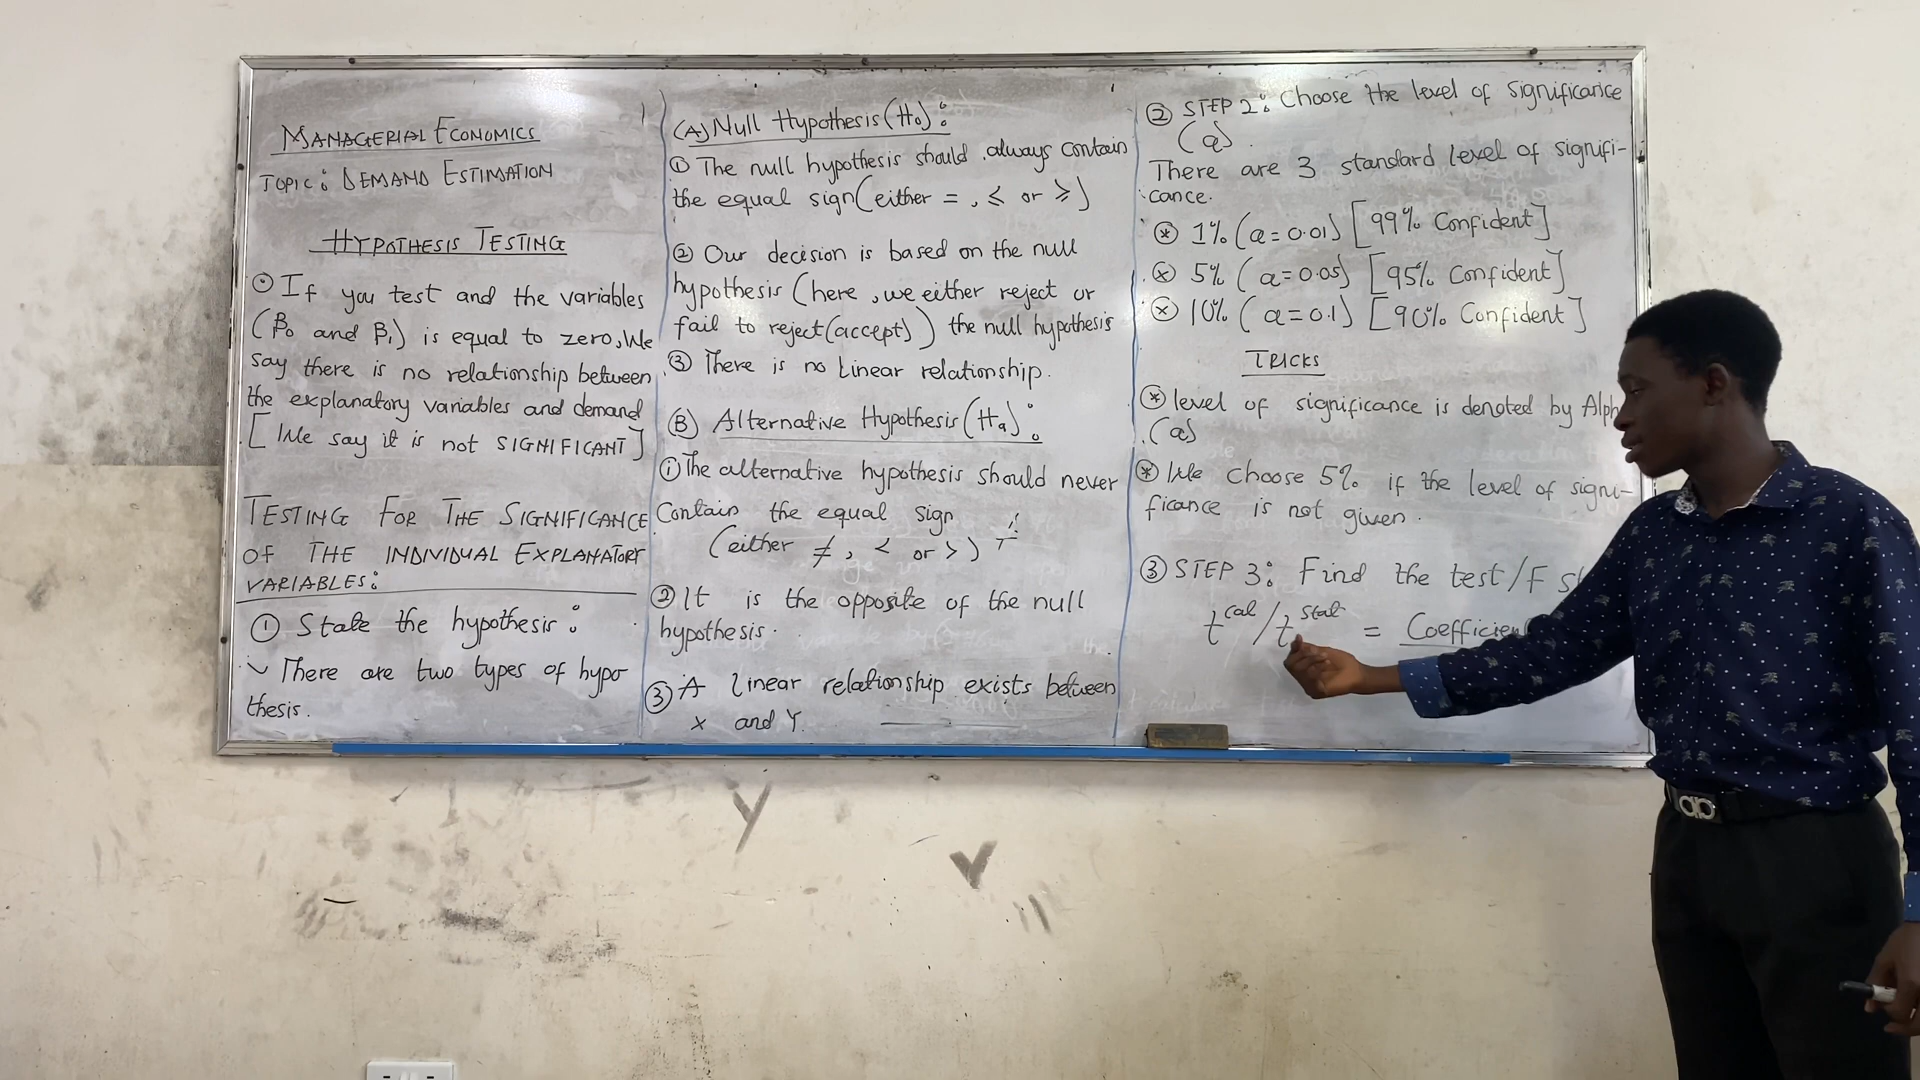 MANAGERIAL ECONOMICS
TOPIC: DEMAND ESTIMATION
HYPOTHESIS TESTING
If you test and the variables
(β₀ and β₁) is equal to zero, We
say there is no relationship between
the explanatory variables and demand
[We say it is not SIGNIFICANT]
TESTING FOR THE SIGNIFICANCE
OF THE INDIVIDUAL EXPLANATORY
VARIABLES:
① State the hypothesis:
There are two types of hypo
thesis.
(A) Null Hypothesis (H₀):
① The null hypothesis should always contain
the equal sign (either =, ≤ or ≥)
② Our decision is based on the null
hypothesis (here, we either reject or
fail to reject (accept)) the null hypothesis
③ There is no Linear relationship.
(B) Alternative Hypothesis (Ha):
① The alternative hypothesis should never
Contain the equal sign
(either ≠, < or >)
② It is the opposite of the null
hypothesis.
③ A linear relationship exists between
x and Y.
② STEP 2: Choose the level of significance
(α).
There are 3 standard level of signifi-
cance.
* 1% (α = 0.01) [99% Confident]
* 5% (α = 0.05) [95% Confident]
* 10% (α = 0.1) [90% Confident]
TRICKS
* level of significance is denoted by Alph
(α)
* We choose 5% if the level of signi-
ficance is not given.
③ STEP 3: Find the test/F
t^cal / t^stat = Coefficien